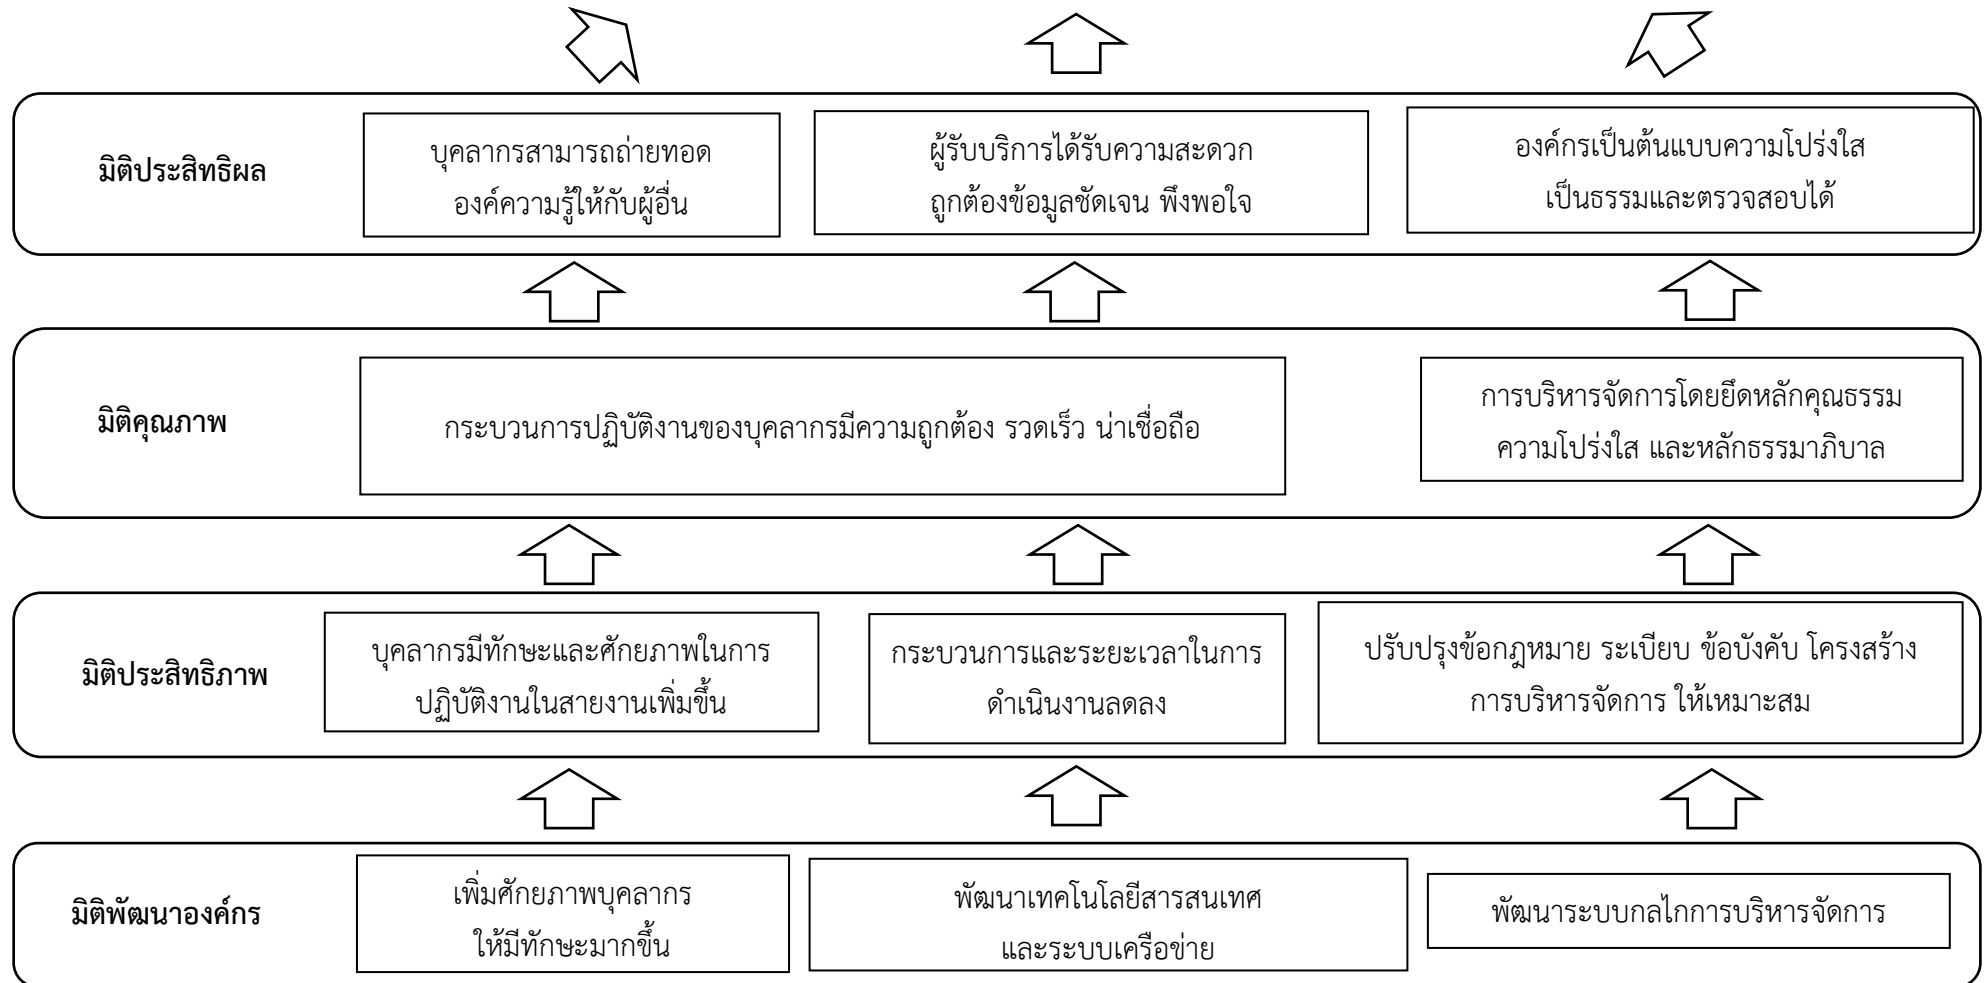 มิติประสิทธิผล
บุคลากรสามารถถ่ายทอด
องค์ความรู้ให้กับผู้อื่น
ผู้รับบริการได้รับความสะดวก
ถูกต้องข้อมูลชัดเจน พึงพอใจ
องค์กรเป็นต้นแบบความโปร่งใส
เป็นธรรมและตรวจสอบได้
มิติคุณภาพ
กระบวนการปฏิบัติงานของบุคลากรมีความถูกต้อง รวดเร็ว น่าเชื่อถือ
การบริหารจัดการโดยยึดหลักคุณธรรม
ความโปร่งใส และหลักธรรมาภิบาล
มิติประสิทธิภาพ
บุคลากรมีทักษะและศักยภาพในการ
ปฏิบัติงานในสายงานเพิ่มขึ้น
กระบวนการและระยะเวลาในการ
ดำเนินงานลดลง
ปรับปรุงข้อกฎหมาย ระเบียบ ข้อบังคับ โครงสร้าง
การบริหารจัดการ ให้เหมาะสม
มิติพัฒนาองค์กร
เพิ่มศักยภาพบุคลากร
ให้มีทักษะมากขึ้น
พัฒนาเทคโนโลยีสารสนเทศ
และระบบเครือข่าย
พัฒนาระบบกลไกการบริหารจัดการ